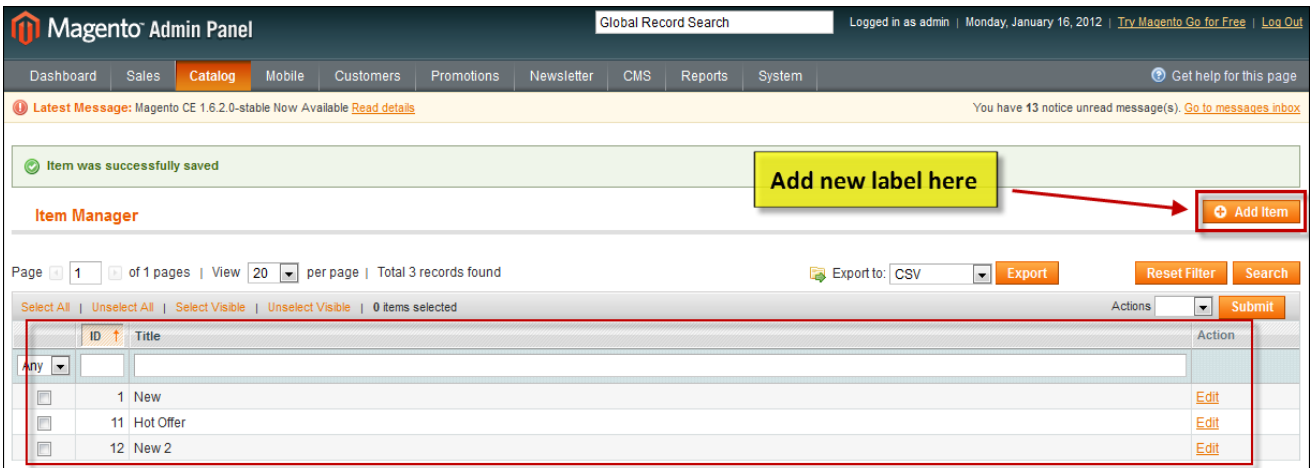 Magento Admin Panel
Global Record Search
Logged in as admin | Monday, January 16, 2012 | Try Magento Go for Free | Log Out
Dashboard Sales Catalog Mobile Customers Promotions Newsletter CMS Reports System Get help for this page
Latest Message: Magento CE 1.6.2.0-stable Now Available Read details You have 13 notice unread message(s). Go to messages inbox
Item was successfully saved
Add new label here
Item Manager
Add Item
Page 1 of 1 pages | View 20 per page | Total 3 records found Export to: CSV Export Reset Filter Search
Select All | Unselect All | Select Visible | Unselect Visible | 0 items selected Actions Submit
ID ↑ Title Action
Any
1 New Edit
11 Hot Offer Edit
12 New 2 Edit